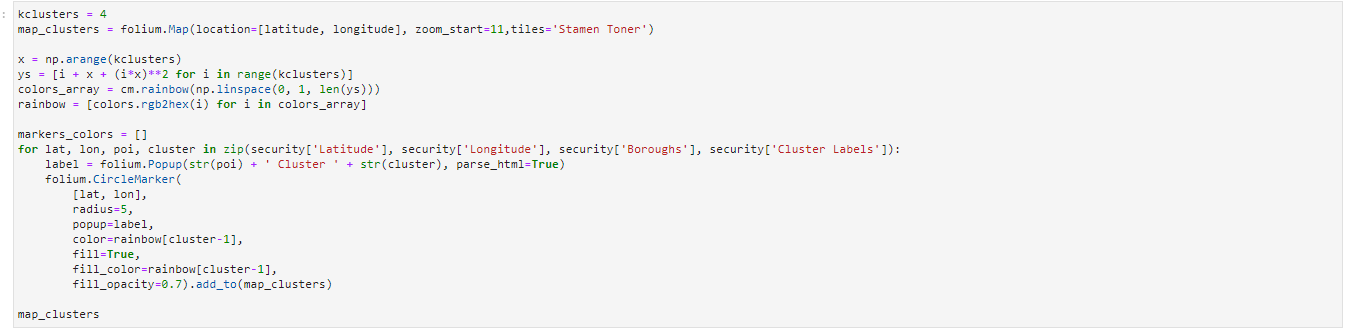 :
kclusters = 4
map_clusters = folium.Map(location=[latitude, longitude], zoom_start=11,tiles='Stamen Toner')
x = np.arange(kclusters)
ys = [i + x + (i*x)**2 for i in range(kclusters)]
colors_array = cm.rainbow(np.linspace(0, 1, len(ys)))
rainbow = [colors.rgb2hex(i) for i in colors_array]
markers_colors = []
for lat, lon, poi, cluster in zip(security['Latitude'], security['Longitude'], security['Boroughs'], security['Cluster Labels']):
    label = folium.Popup(str(poi) + ' Cluster ' + str(cluster), parse_html=True)
    folium.CircleMarker(
        [lat, lon],
        radius=5,
        popup=label,
        color=rainbow[cluster-1],
        fill=True,
        fill_color=rainbow[cluster-1],
        fill_opacity=0.7).add_to(map_clusters)
map_clusters